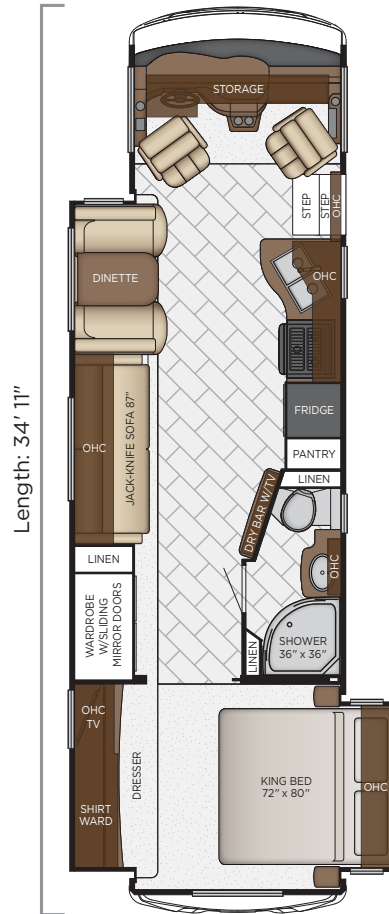 STORAGE
STEP
STEP
OHC
DINETTE
OHC
Length: 34' 11"
OHC
JACK-KNIFE SOFA 87"
FRIDGE
PANTRY
LINEN
DRY BAR W/TV
LINEN
WARDROBE
W/SLIDING
MIRROR DOORS
OHC
SHOWER
36" x 36"
LINEN
OHC
TV
DRESSER
SHIRT
WARD
KING BED
72" x 80"
OHC